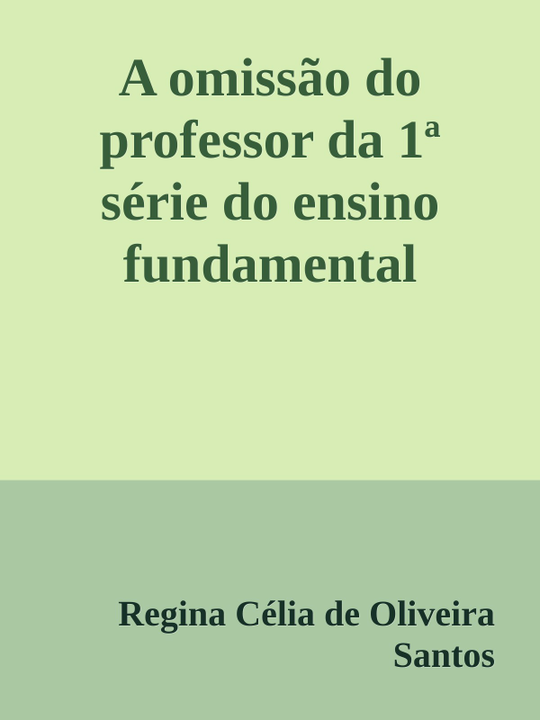 A omissão do
professor da 1ª
série do ensino
fundamental
Regina Célia de Oliveira
Santos